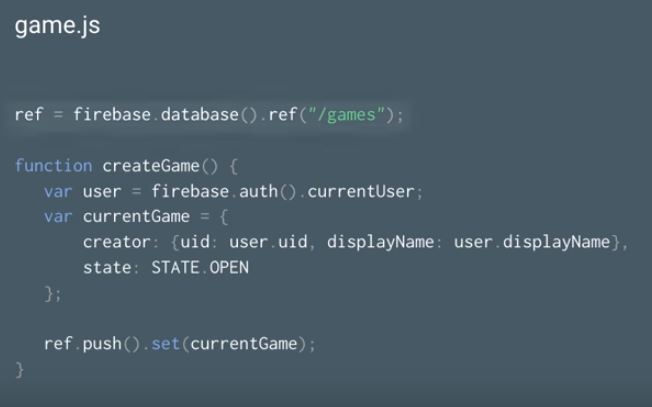 game.js
ref = firebase.database().ref("/games");
function createGame() {
var user = firebase.auth().currentUser;
var currentGame = {
creator: {uid: user.uid, displayName: user.displayName},
state: STATE.OPEN
};
ref.push().set(currentGame);
}